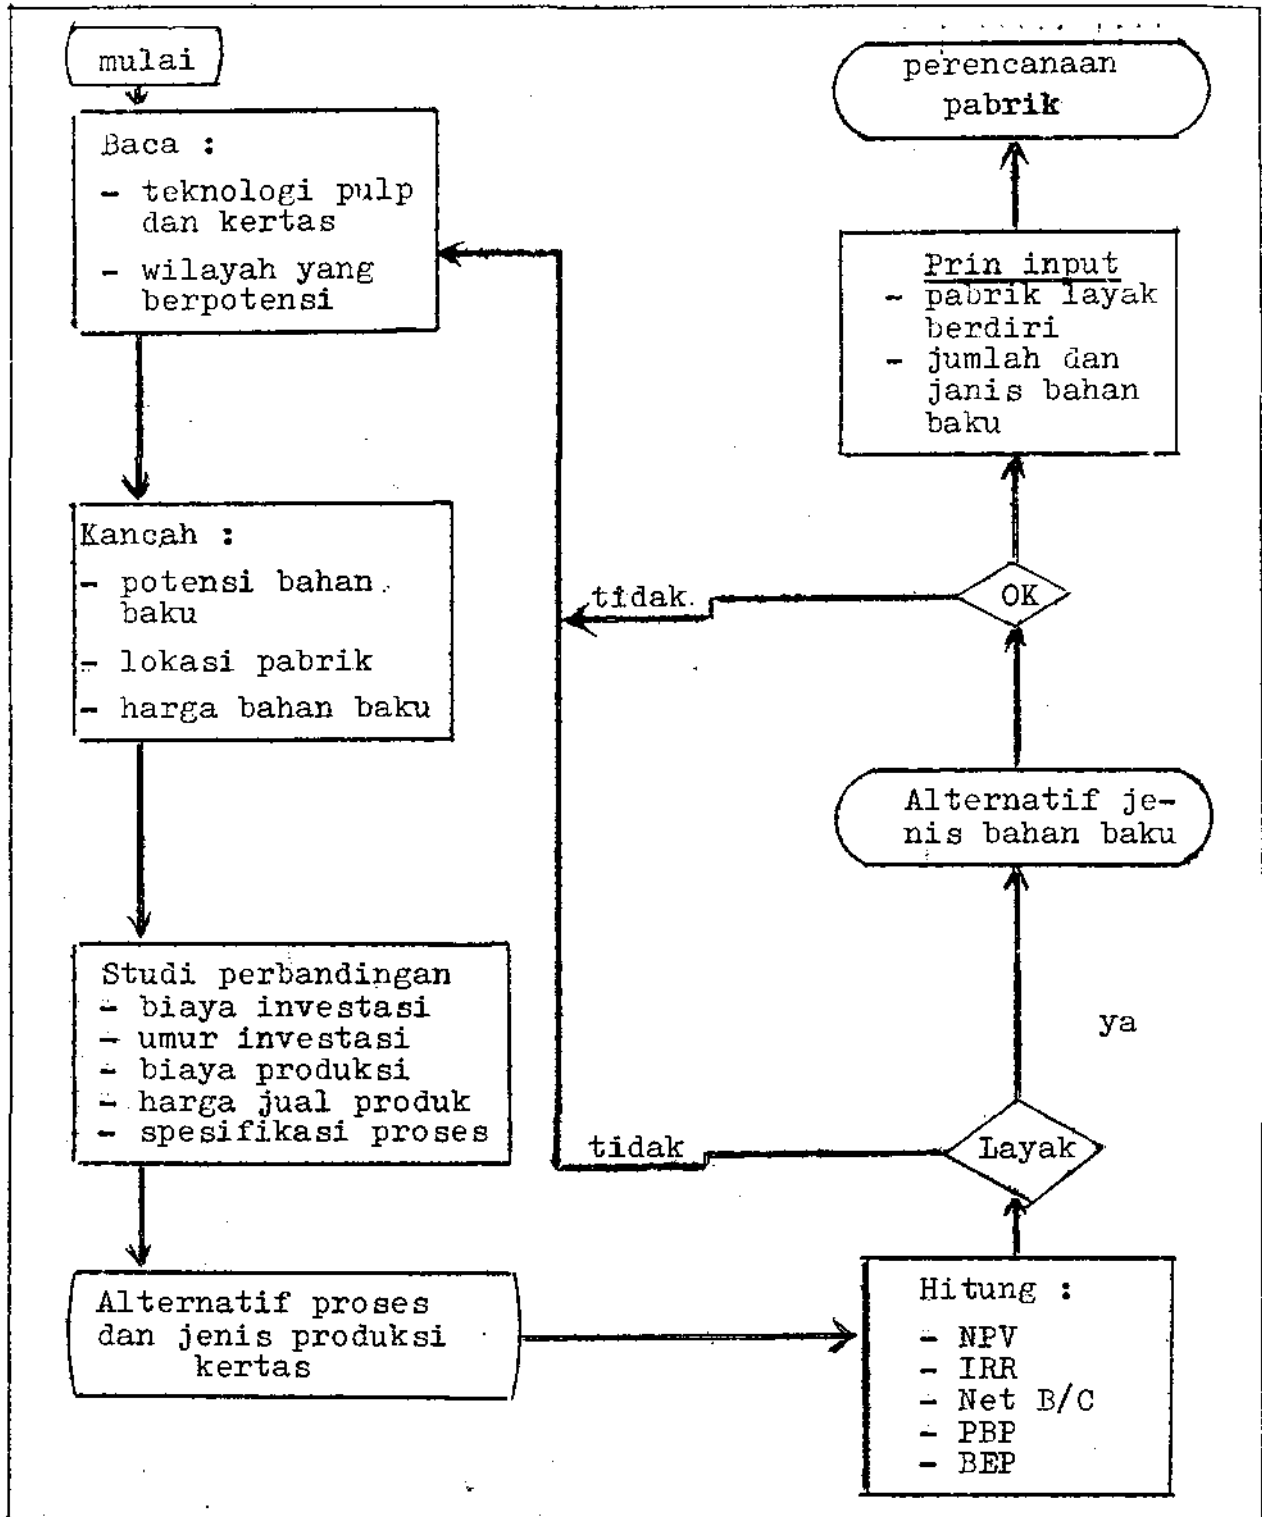 mulai
Baca :
- teknologi pulp
dan kertas
- wilayah yang
berpotensi
Kancah :
- potensi bahan
baku
- lokasi pabrik
- harga bahan baku
Studi perbandingan
- biaya investasi
- umur investasi
- biaya produksi
- harga jual produk
- spesifikasi proses
Alternatif proses
dan jenis produksi
kertas
Hitung :
- NPV
- IRR
- Net B/C
- PBP
- BEP
Layak
tidak
ya
Alternatif je-
nis bahan baku
OK
tidak
Prin input
- pabrik layak
berdiri
- jumlah dan
janis bahan
baku
perencanaan
pabrik